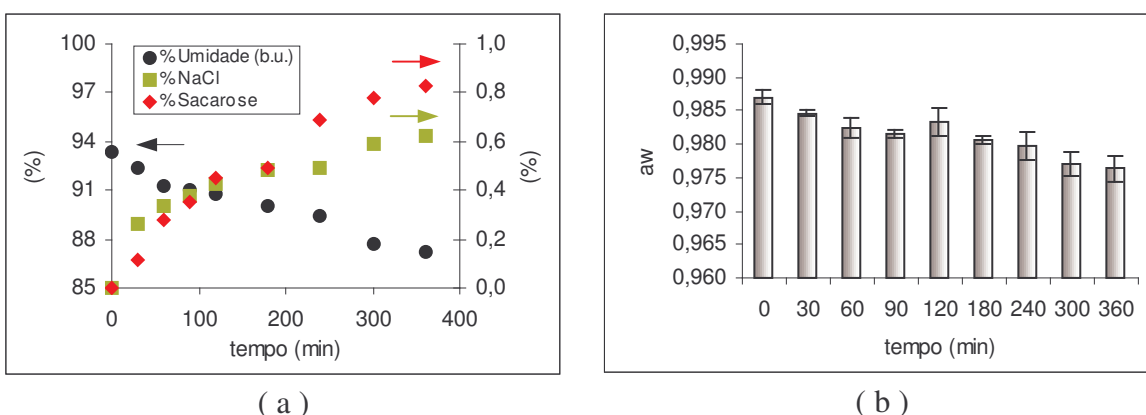 100
97
94
91
88
85
(%)
%Umidade (b.u.)
%NaCl
%Sacarose
1,0
0,8
0,6
0,4
0,2
0,0
(%)
0 100 200 300 400
tempo (min)
( a )
0,995
0,990
0,985
0,980
0,975
0,970
0,965
0,960
aw
0 30 60 90 120 180 240 300 360
tempo (min)
( b )